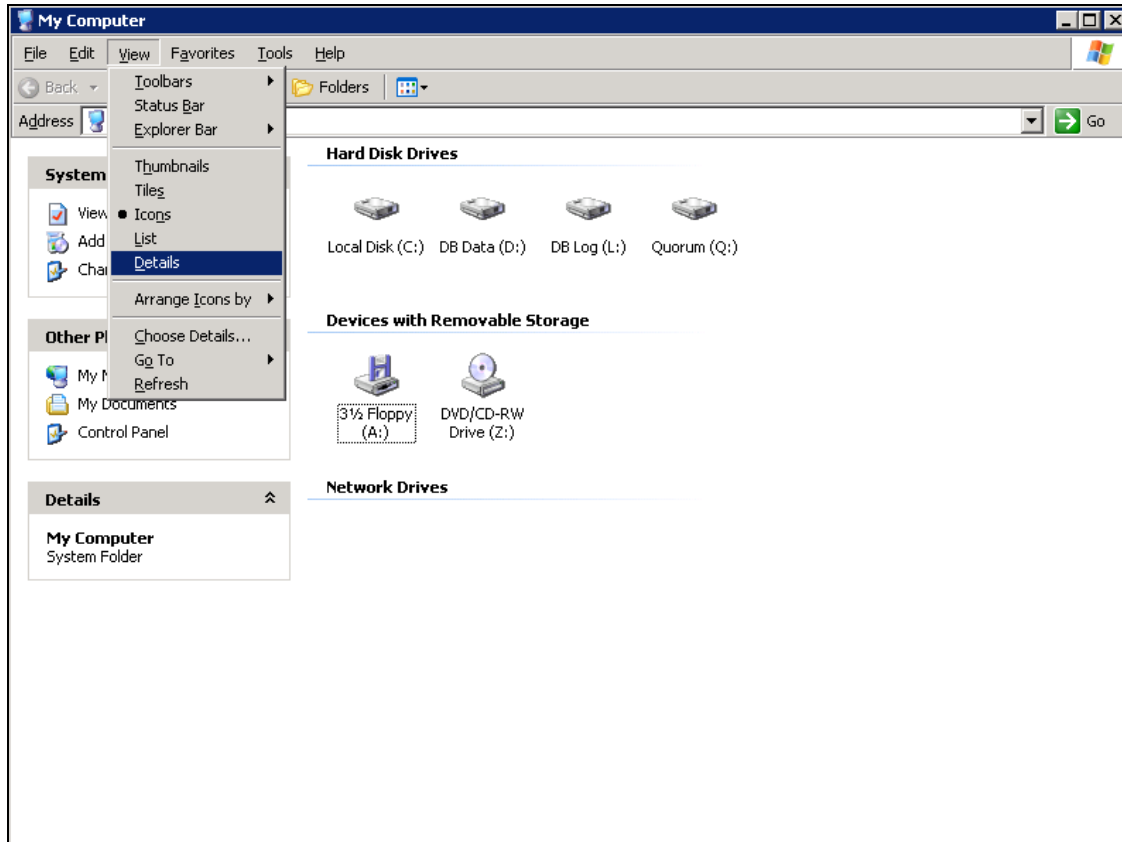 My Computer
File Edit View Favorites Tools Help
Back Folders
Address Go
Toolbars
Status Bar
Explorer Bar
Thumbnails
Tiles
Icons
List
Details
Arrange Icons by
Choose Details...
Go To
Refresh
System
View
Add
Other
My
My Documents
Control Panel
Details
My Computer
System Folder
Hard Disk Drives
Local Disk (C:) DB Data (D:) DB Log (L:) Quorum (Q:)
Devices with Removable Storage
3½ Floppy (A:)
DVD/CD-RW Drive (Z:)
Network Drives